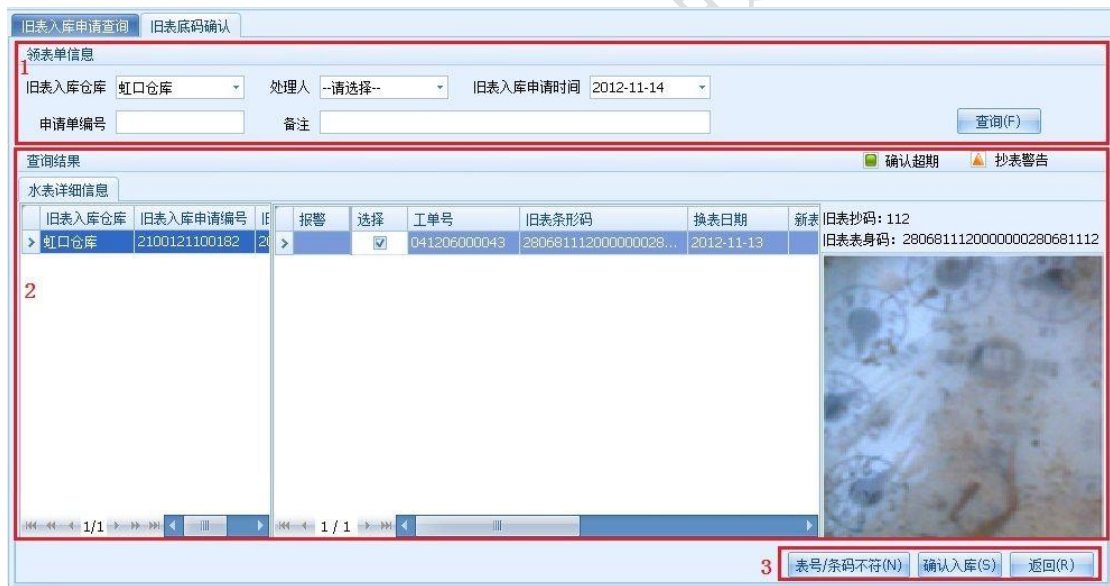 旧表入库申请查询 旧表底码确认
领表单信息
1
旧表入库仓库 虹口仓库 处理人 --请选择-- 旧表入库申请时间 2012-11-14
申请单编号 备注 查询(F)
查询结果 确认超期 抄表警告
水表详细信息
旧表入库仓库 旧表入库申请编号 报警 选择 工单号 旧表条形码 换表日期 新表 旧表抄码：112
虹口仓库 2100121100182 041206000043 280681112000000028... 2012-11-13 旧表表身码：2806811120000000280681112
2
1/1 1 / 1
3 表号/条码不符(N) 确认入库(S) 返回(R)